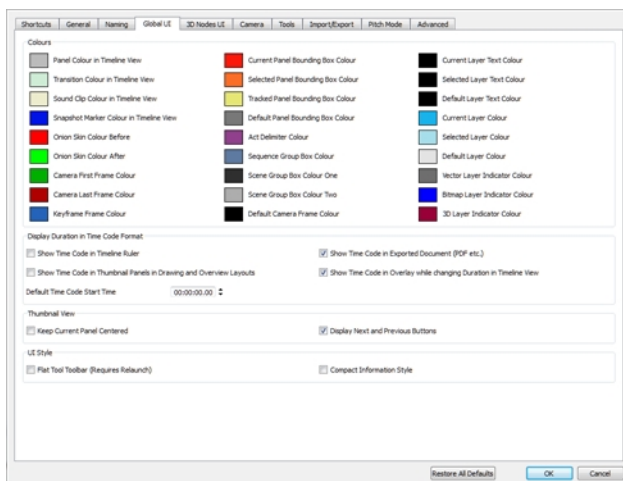 Shortcuts General Naming Global UI 3D Nodes UI Camera Tools Import/Export Pitch Mode Advanced
Colours
Panel Colour in Timeline View Current Panel Bounding Box Colour Current Layer Text Colour
Transition Colour in Timeline View Selected Panel Bounding Box Colour Selected Layer Text Colour
Sound Clip Colour in Timeline View Tracked Panel Bounding Box Colour Default Layer Text Colour
Snapshot Marker Colour in Timeline View Default Panel Bounding Box Colour Current Layer Colour
Onion Skin Colour Before Act Delimiter Colour Selected Layer Colour
Onion Skin Colour After Sequence Group Box Colour Default Layer Colour
Camera First Frame Colour Scene Group Box Colour One Vector Layer Indicator Colour
Camera Last Frame Colour Scene Group Box Colour Two Bitmap Layer Indicator Colour
Keyframe Frame Colour Default Camera Frame Colour 3D Layer Indicator Colour
Display Duration in Time Code Format
Show Time Code in Timeline Ruler Show Time Code in Exported Document (PDF etc.)
Show Time Code in Thumbnail Panels in Drawing and Overview Layouts Show Time Code in Overlay while changing Duration in Timeline View
Default Time Code Start Time 00:00:00.00
Thumbnail View
Keep Current Panel Centered Display Next and Previous Buttons
UI Style
Flat Tool Toolbar (Requires Relaunch) Compact Information Style
Restore All Defaults OK Cancel